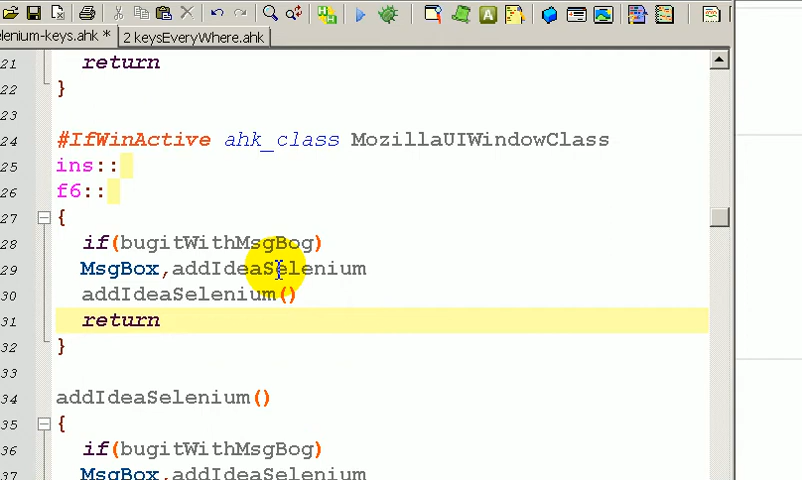 elenium-keys.ahk * 2 keysEveryWhere.ahk
21 return
22 }
23
24 #IfWinActive ahk_class MozillaUIWindowClass
25 ins::
26 f6::
27 {
28 if(bugitWithMsgBog)
29 MsgBox,addIdeaSelenium
30 addIdeaSelenium()
31 return
32 }
33
34 addIdeaSelenium()
35 {
36 if(bugitWithMsgBog)
37 MsgBox,addIdeaSelenium